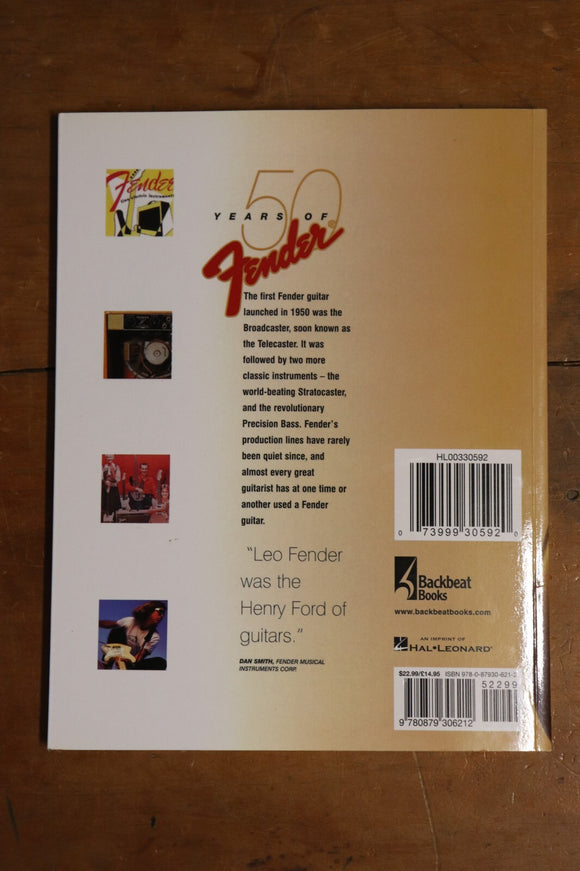 Fender
Fine Electric Instruments
50
YEARS OF
Fender
The first Fender guitar
launched in 1950 was the
Broadcaster, soon known as
the Telecaster. It was
followed by two more
classic instruments – the
world-beating Stratocaster,
and the revolutionary
Precision Bass. Fender's
production lines have rarely
been quiet since, and
almost every great
guitarist has at one time or
another used a Fender
guitar.
"Leo Fender
was the
Henry Ford of
guitars."
DAN SMITH, FENDER MUSICAL
INSTRUMENTS CORP.
HL00330592
0 73999 30592 0
Backbeat
Books
www.backbeatbooks.com
AN IMPRINT OF
HAL•LEONARD®
$22.99/£14.95 ISBN 978-0-87930-621-2
52299
9 780879 306212